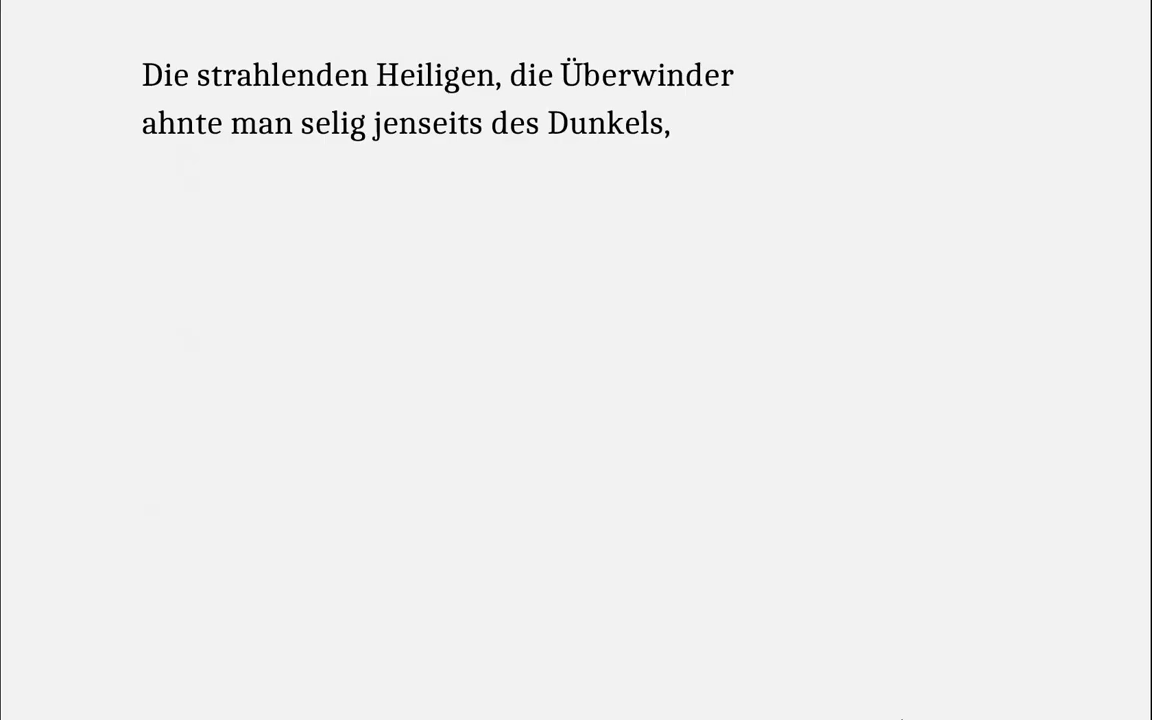 Die strahlenden Heiligen, die Überwinder
ahnte man selig jenseits des Dunkels,